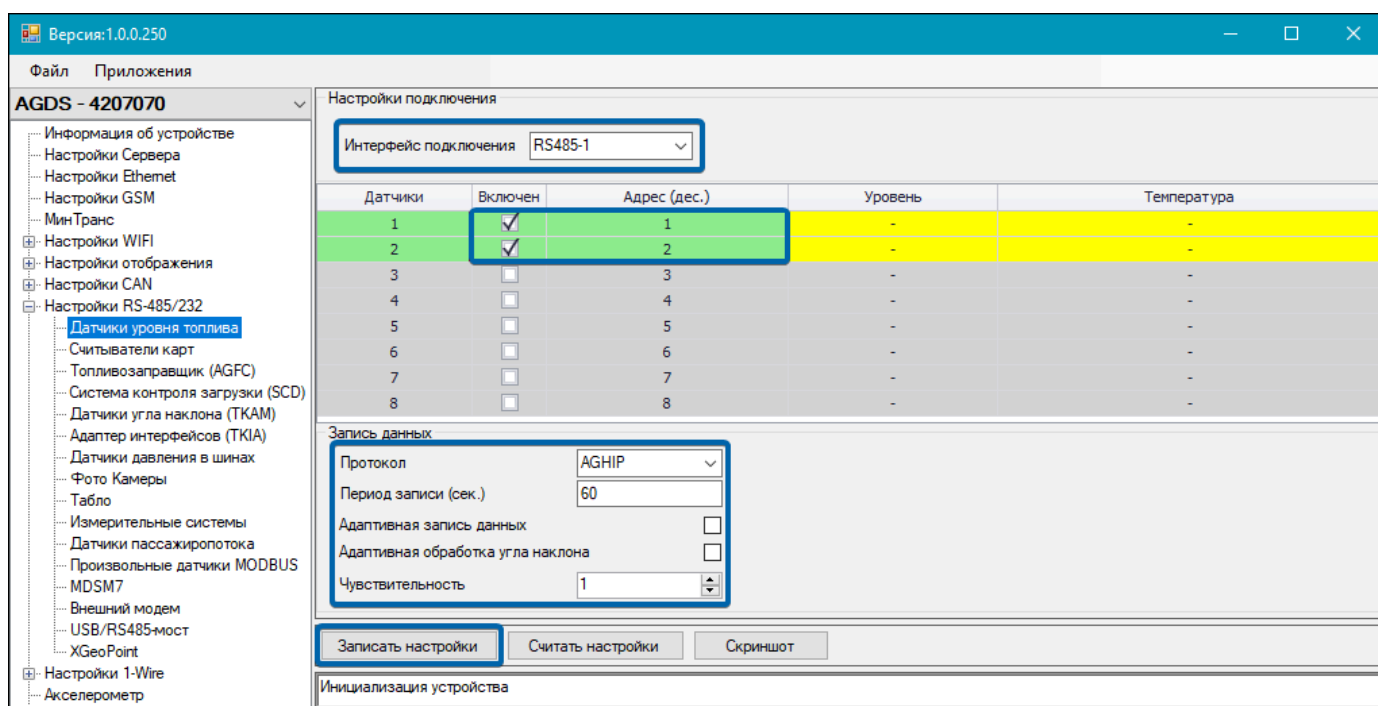 Версия:1.0.0.250
Файл Приложения
AGDS - 4207070
Информация об устройстве
Настройки Сервера
Настройки Ethernet
Настройки GSM
МинТранс
Настройки WIFI
Настройки отображения
Настройки CAN
Настройки RS-485/232
Датчики уровня топлива
Считыватели карт
Топливозаправщик (AGFC)
Система контроля загрузки (SCD)
Датчики угла наклона (TKAM)
Адаптер интерфейсов (TKIA)
Датчики давления в шинах
Фото Камеры
Табло
Измерительные системы
Датчики пассажиропотока
Произвольные датчики MODBUS
MDSM7
Внешний модем
USB/RS485-мост
XGeoPoint
Настройки 1-Wire
Акселерометр
Настройки подключения
Интерфейс подключения RS485-1
Датчики Включен Адрес (дес.) Уровень Температура
1 1 - -
2 2 - -
3 3 - -
4 4 - -
5 5 - -
6 6 - -
7 7 - -
8 8 - -
Запись данных
Протокол AGHIP
Период записи (сек.) 60
Адаптивная запись данных
Адаптивная обработка угла наклона
Чувствительность 1
Записать настройки Считать настройки Скриншот
Инициализация устройства